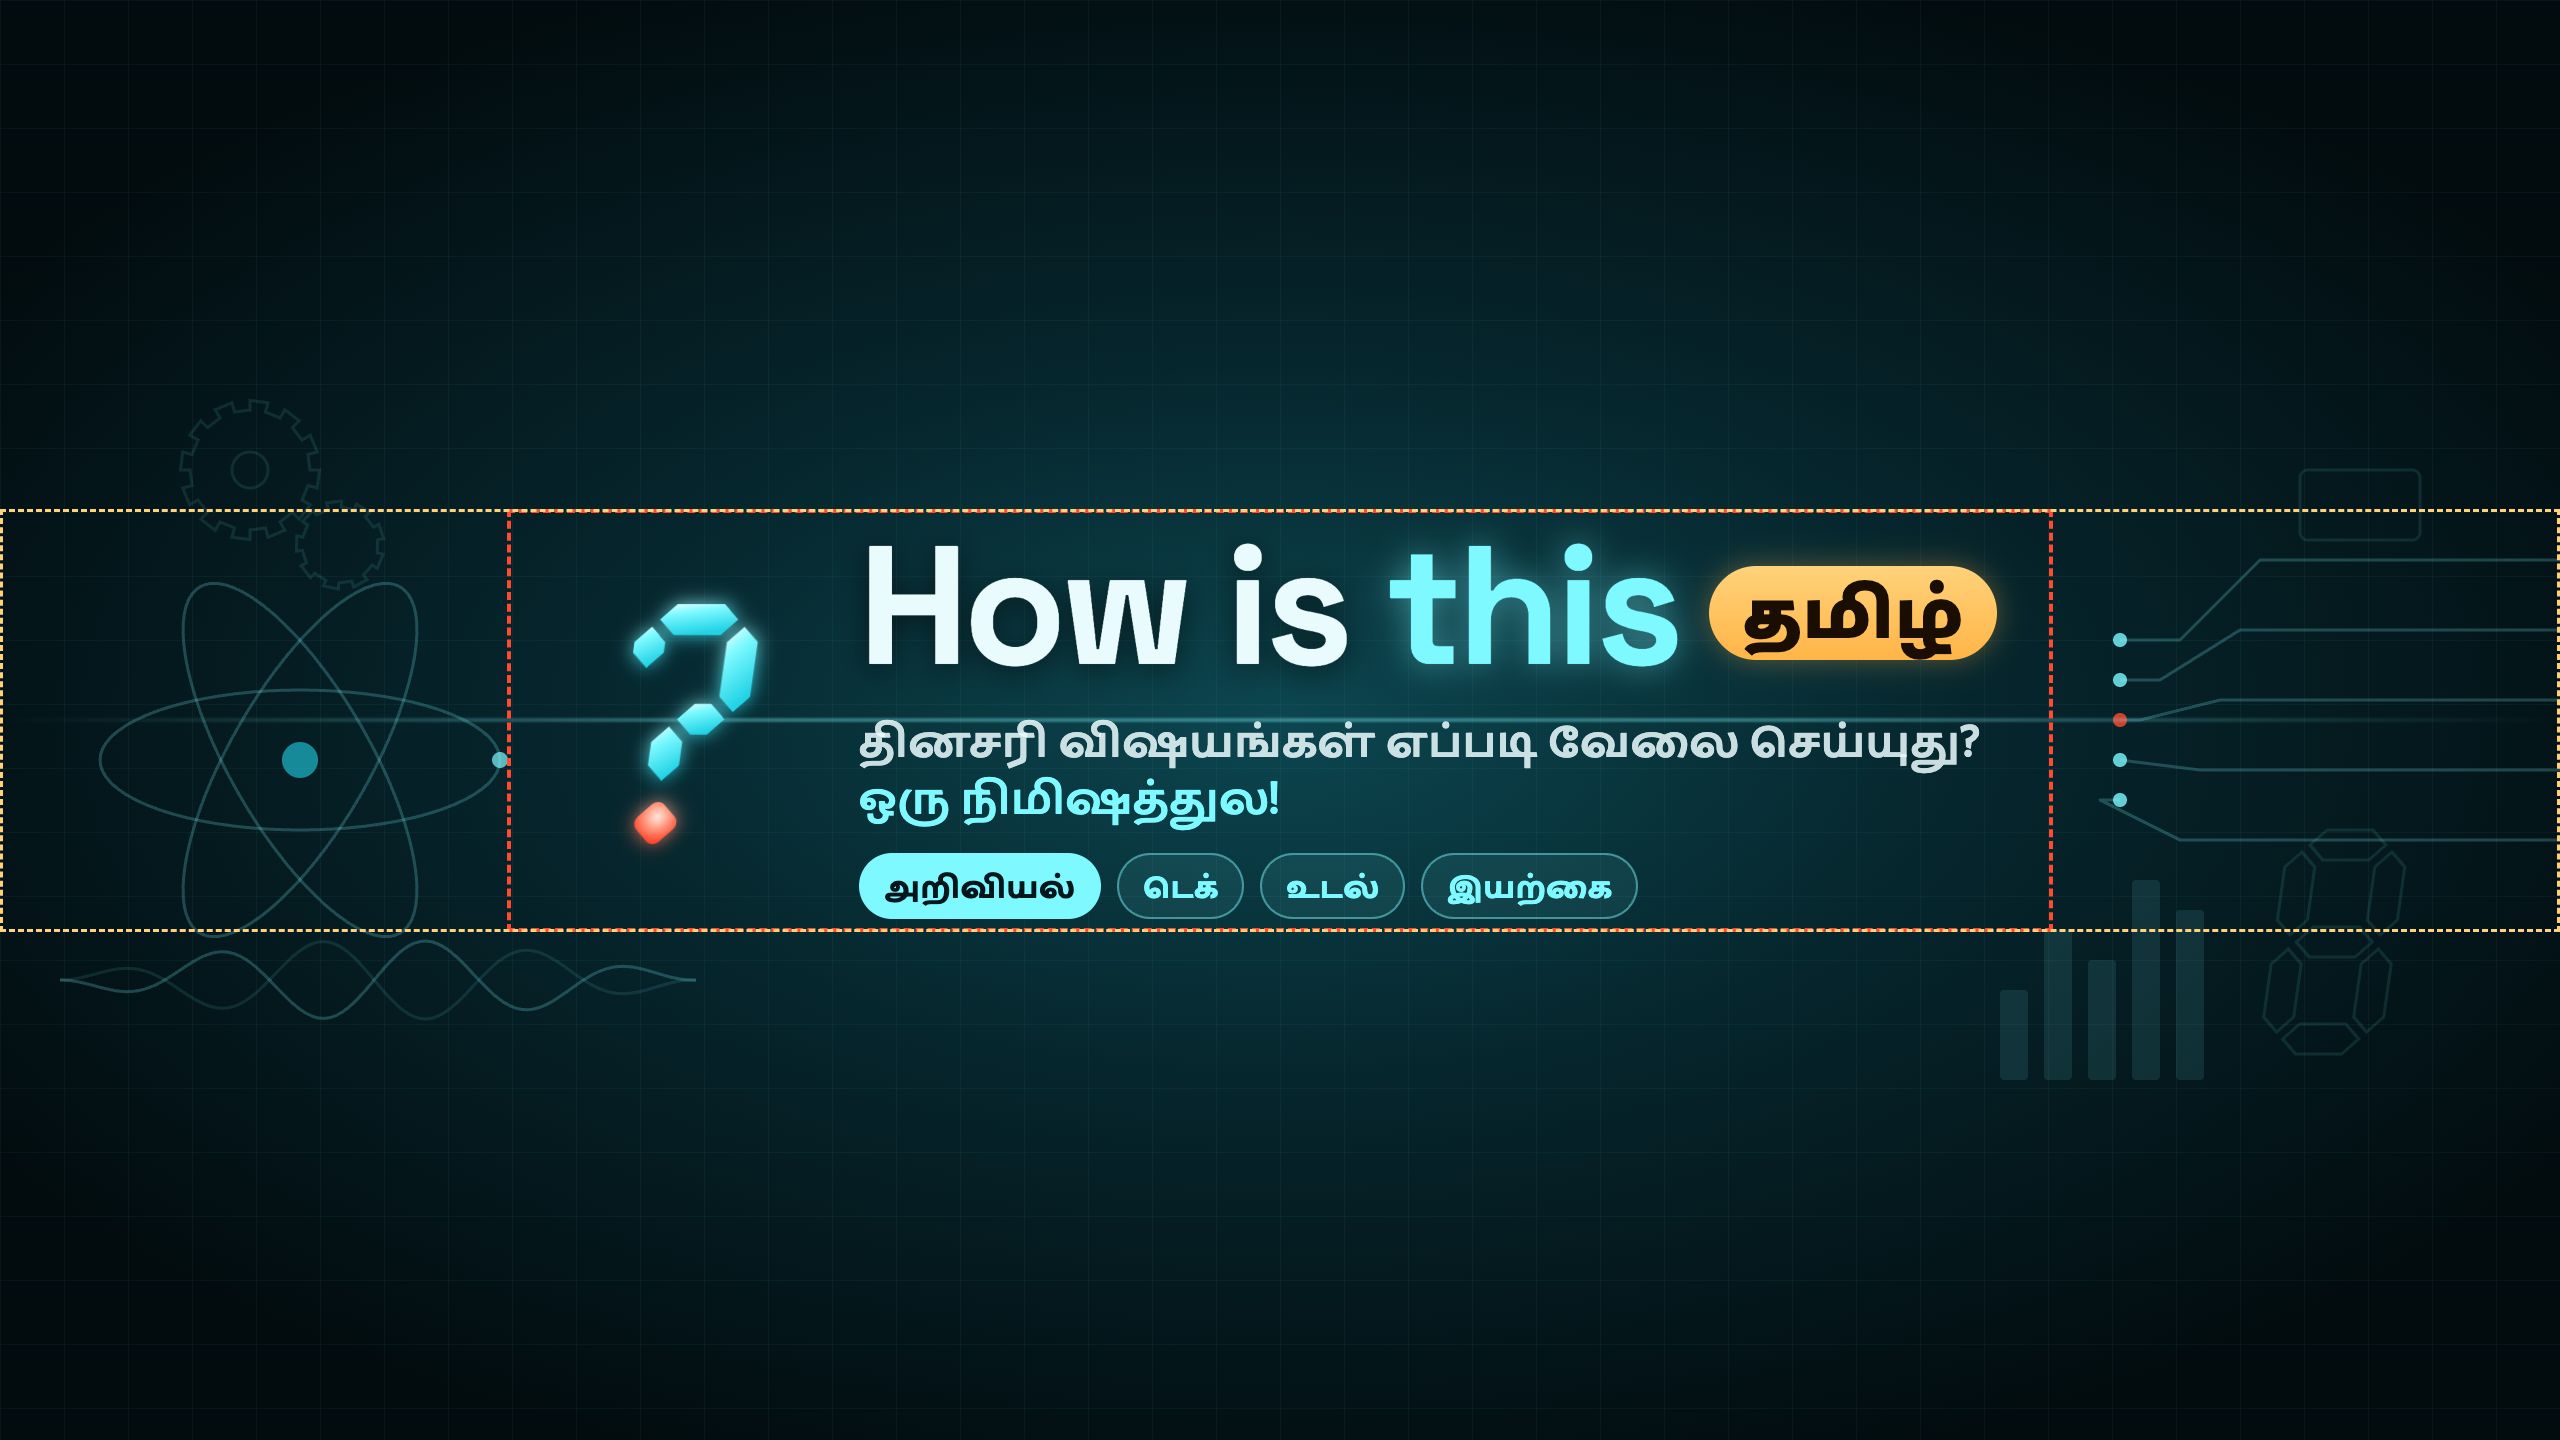 How is this தமிழ்
தினசரி விஷயங்கள் எப்படி வேலை செய்யுது?
ஒரு நிமிஷத்துல!
அறிவியல் டெக் உடல் இயற்கை